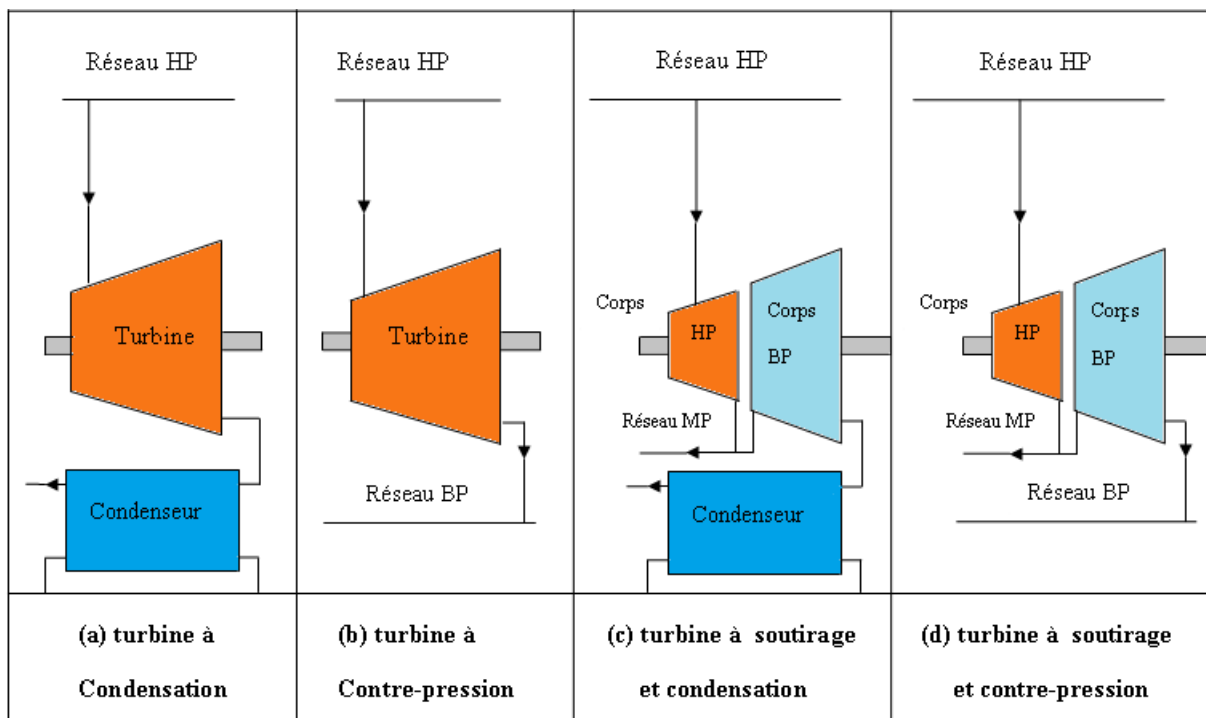 Réseau HP
Turbine
Condenseur
(a) turbine à
Condensation
Réseau HP
Turbine
Réseau BP
(b) turbine à
Contre-pression
Réseau HP
Corps
HP
Corps
BP
Réseau MP
Condenseur
(c) turbine à soutirage
et condensation
Réseau HP
Corps
HP
Corps
BP
Réseau MP
Réseau BP
(d) turbine à soutirage
et contre-pression